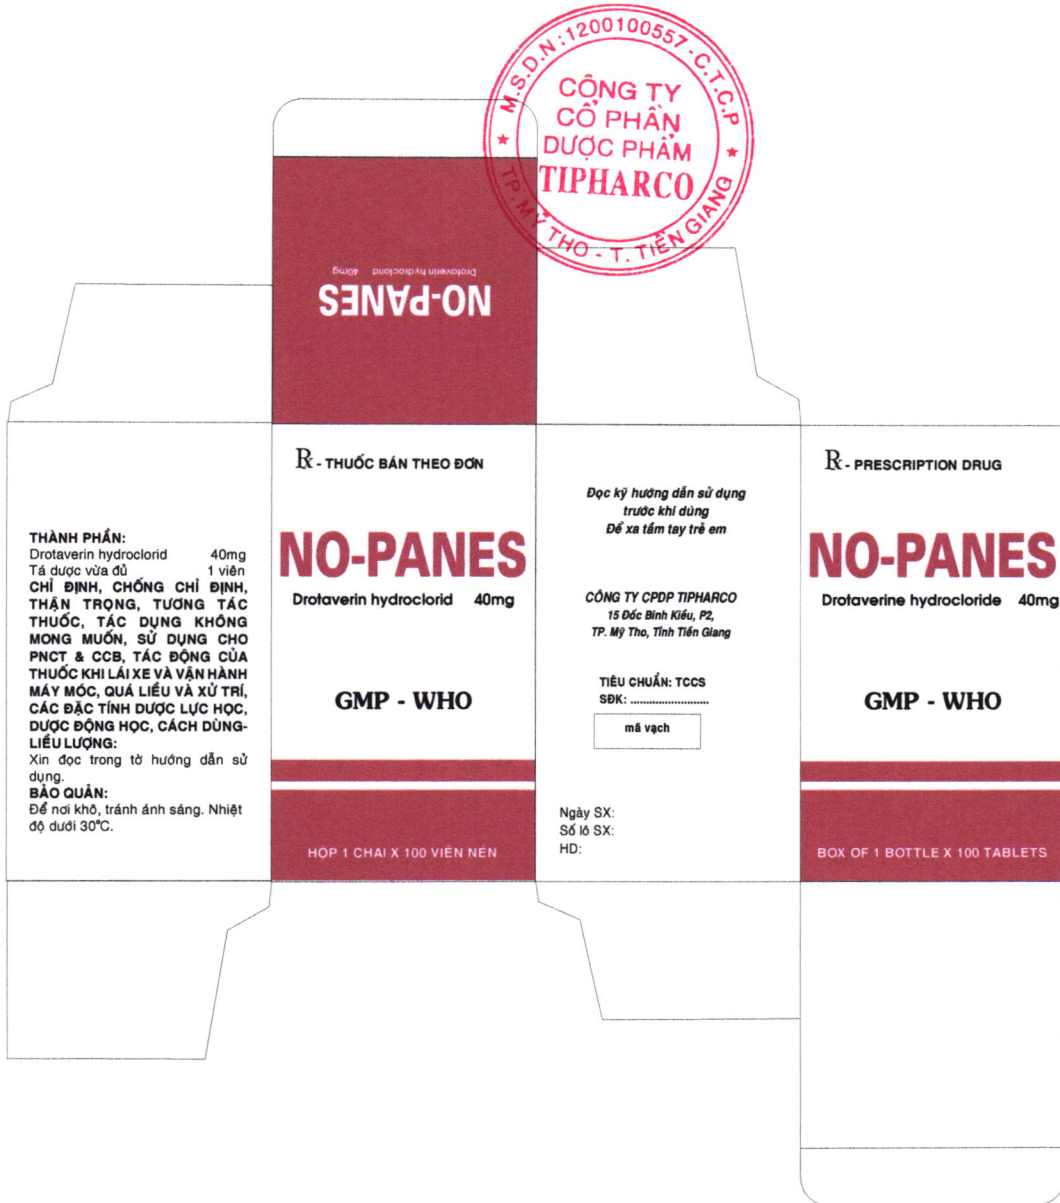 M.S.D.N:1200100557-C.T.C.P
CÔNG TY
CỔ PHẦN
DƯỢC PHẨM
TIPHARCO
TP. MỸ THO - T. TIỀN GIANG
NO-PANES
Drotaverin hydroclorid 40mg
THÀNH PHẦN:
Drotaverin hydroclorid 40mg
Tá dược vừa đủ 1 viên
CHỈ ĐỊNH, CHỐNG CHỈ ĐỊNH,
THẬN TRỌNG, TƯƠNG TÁC
THUỐC, TÁC DỤNG KHÔNG
MONG MUỐN, SỬ DỤNG CHO
PNCT & CCB, TÁC ĐỘNG CỦA
THUỐC KHI LÁI XE VÀ VẬN HÀNH
MÁY MÓC, QUÁ LIỀU VÀ XỬ TRÍ,
CÁC ĐẶC TÍNH DƯỢC LỰC HỌC,
DƯỢC ĐỘNG HỌC, CÁCH DÙNG-
LIỀU LƯỢNG:
Xin đọc trong tờ hướng dẫn sử
dụng.
BẢO QUẢN:
Để nơi khô, tránh ánh sáng. Nhiệt
độ dưới 30°C.
Rx - THUỐC BÁN THEO ĐƠN
NO-PANES
Drotaverin hydroclorid 40mg
GMP - WHO
HỘP 1 CHAI X 100 VIÊN NÉN
Đọc kỹ hướng dẫn sử dụng
trước khi dùng
Để xa tầm tay trẻ em
CÔNG TY CPDP TIPHARCO
15 Đốc Binh Kiều, P2,
TP. Mỹ Tho, Tỉnh Tiền Giang
TIÊU CHUẨN: TCCS
SĐK: .........................
mã vạch
Ngày SX:
Số lô SX:
HD:
Rx - PRESCRIPTION DRUG
NO-PANES
Drotaverine hydrocloride 40mg
GMP - WHO
BOX OF 1 BOTTLE X 100 TABLETS